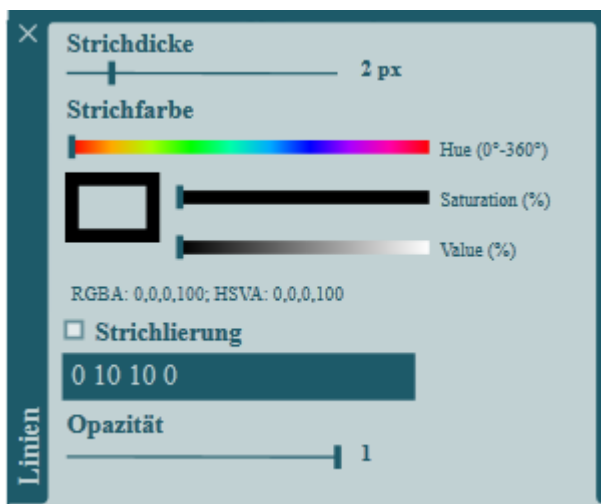 Strichdicke
2 px
Strichfarbe
Hue (0°-360°)
Saturation (%)
Value (%)
RGBA: 0,0,0,100; HSVA: 0,0,0,100
Strichlierung
0 10 10 0
Opazität
1
Linien